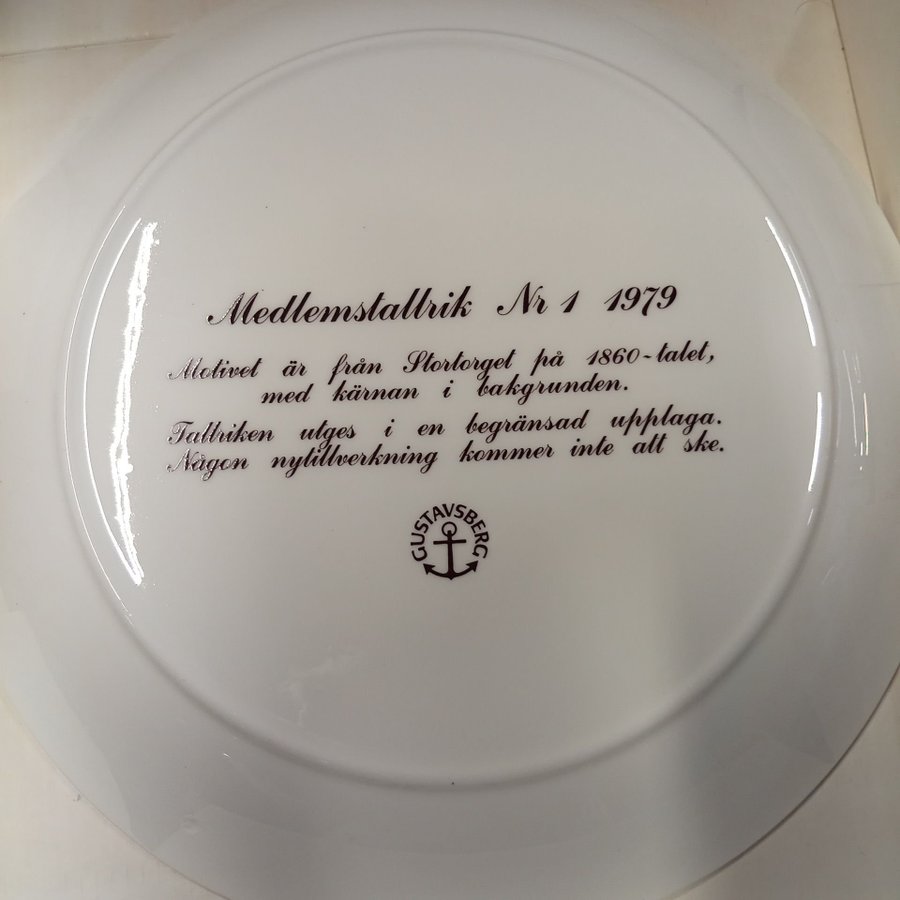 Medlemstallrik Nr 1 1979
Motivet är från Stortorget på 1860-talet,
med kärnan i bakgrunden.
Tallriken utges i en begränsad upplaga.
Någon nytillverkning kommer inte att ske.
GUSTAVSBERG